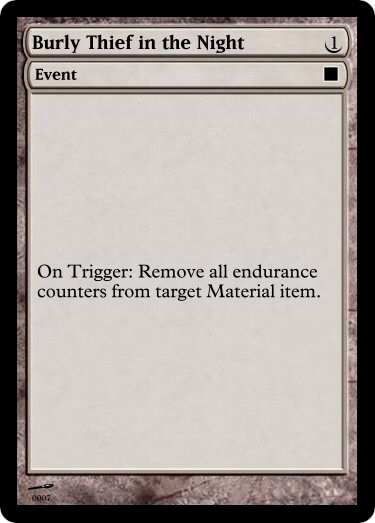 Burly Thief in the Night 1
Event
On Trigger: Remove all endurance
counters from target Material item.
0007